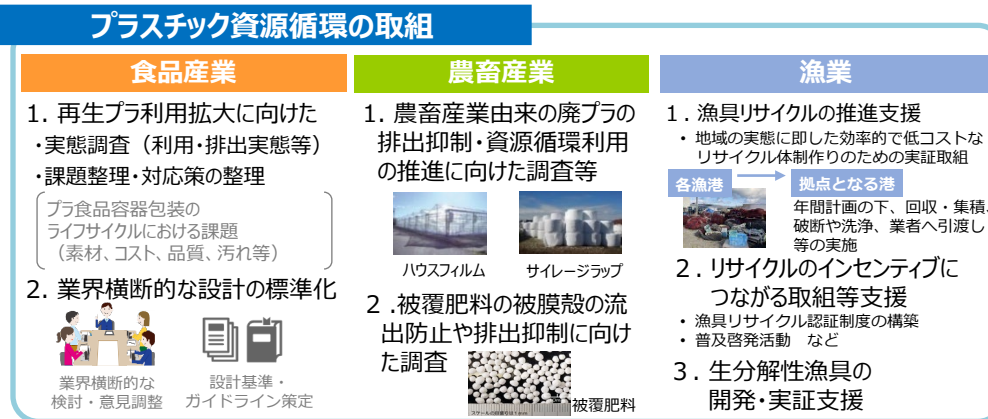 プラスチック資源循環の取組
食品産業
1. 再生プラ利用拡大に向けた
・実態調査（利用・排出実態等）
・課題整理・対応策の整理
プラ食品容器包装の
ライフサイクルにおける課題
（素材、コスト、品質、汚れ等）
2. 業界横断的な設計の標準化
業界横断的な
検討・意見調整
設計基準・
ガイドライン策定
農畜産業
1. 農畜産業由来の廃プラの
排出抑制・資源循環利用
の推進に向けた調査等
ハウスフィルム
サイレージラップ
2 .被覆肥料の被膜殻の流
出防止や排出抑制に向け
た調査
被覆肥料
漁業
1. 漁具リサイクルの推進支援
• 地域の実態に即した効率的で低コストな
リサイクル体制作りのための実証取組
各漁港
拠点となる港
年間計画の下、回収・集積、
破断や洗浄、業者へ引渡し
等の実施
2. リサイクルのインセンティブに
つながる取組等支援
• 漁具リサイクル認証制度の構築
• 普及啓発活動 など
3. 生分解性漁具の
開発・実証支援